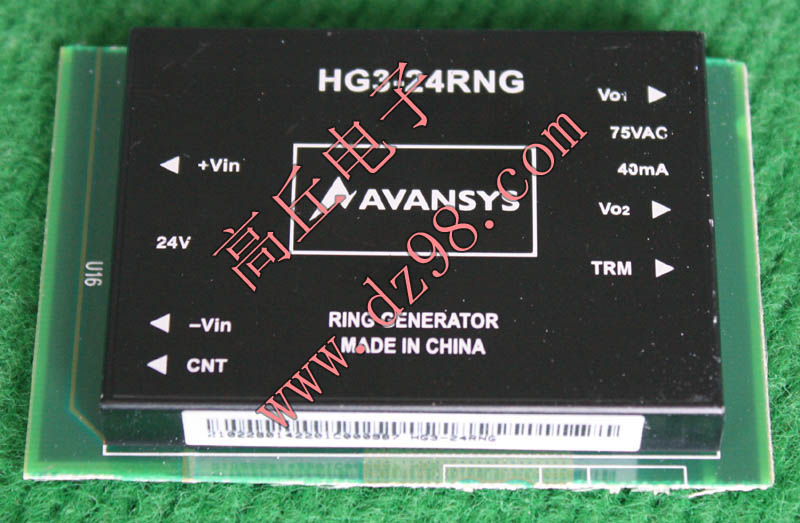 HG3-24RNG
Vo1
75VAC
40mA
+Vin
AVANSYS
Vo2
24V
TRM
U16
RING GENERATOR
MADE IN CHINA
–Vin
CNT
HG3-24RNG
高丘电子
www.dz98.com